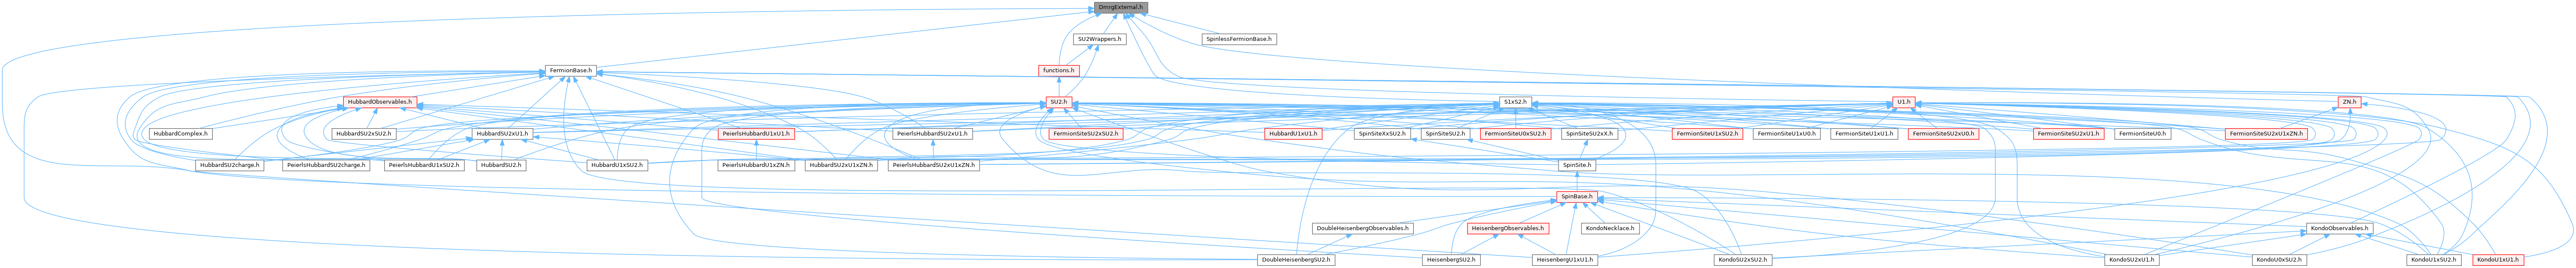 DmrgExternal.h
SU2Wrappers.h
SpinlessFermionBase.h
FermionBase.h
functions.h
HubbardObservables.h
SU2.h
S1xS2.h
U1.h
ZN.h
HubbardComplex.h
HubbardSU2xSU2.h
HubbardSU2xU1.h
PeierlsHubbardU1xU1.h
PeierlsHubbardSU2xU1.h
FermionSiteSU2xSU2.h
HubbardU1xU1.h
SpinSiteXxSU2.h
SpinSiteSU2.h
FermionSiteU0xSU2.h
SpinSiteSU2xX.h
FermionSiteU1xSU2.h
FermionSiteU1xU0.h
FermionSiteU1xU1.h
FermionSiteSU2xU0.h
FermionSiteSU2xU1.h
FermionSiteU0.h
FermionSiteSU2xU1xZN.h
HubbardSU2charge.h
PeierlsHubbardSU2charge.h
PeierlsHubbardU1xSU2.h
HubbardSU2.h
HubbardU1xSU2.h
PeierlsHubbardU1xZN.h
HubbardSU2xU1xZN.h
PeierlsHubbardSU2xU1xZN.h
SpinSite.h
SpinBase.h
DoubleHeisenbergObservables.h
HeisenbergObservables.h
KondoNecklace.h
KondoObservables.h
DoubleHeisenbergSU2.h
HeisenbergSU2.h
HeisenbergU1xU1.h
KondoSU2xSU2.h
KondoSU2xU1.h
KondoU0xSU2.h
KondoU1xSU2.h
KondoU1xU1.h